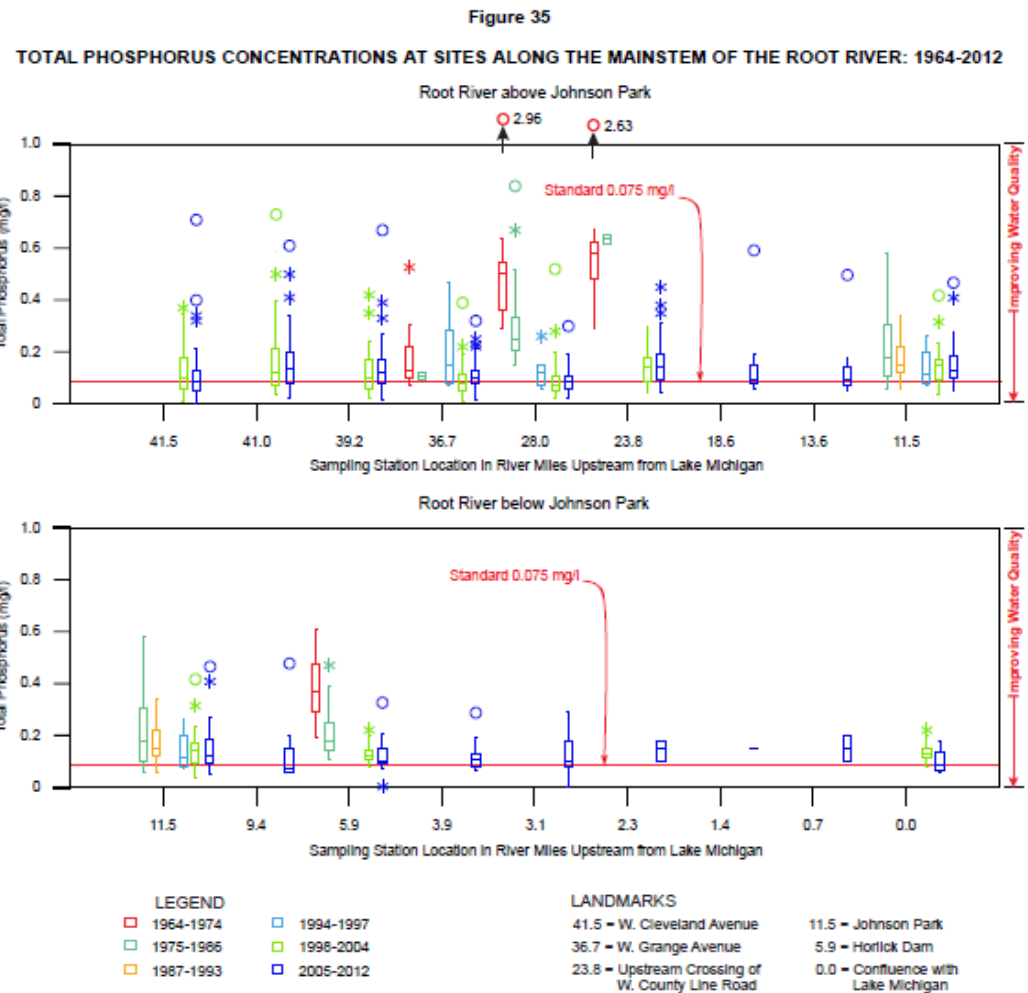 Figure 35
TOTAL PHOSPHORUS CONCENTRATIONS AT SITES ALONG THE MAINSTEM OF THE ROOT RIVER: 1964-2012
Root River above Johnson Park
2.96
2.63
1.0
0.8
0.6
0.4
0.2
0
Total Phosphorus (mg/l)
Standard 0.075 mg/l
Improving Water Quality
41.5 41.0 39.2 36.7 28.0 23.8 18.6 13.6 11.5
Sampling Station Location in River Miles Upstream from Lake Michigan
Root River below Johnson Park
1.0
0.8
0.6
0.4
0.2
0
Total Phosphorus (mg/l)
Standard 0.075 mg/l
Improving Water Quality
11.5 9.4 5.9 3.9 3.1 2.3 1.4 0.7 0.0
Sampling Station Location in River Miles Upstream from Lake Michigan
LEGEND
1964-1974
1975-1986
1987-1993
1994-1997
1998-2004
2005-2012
LANDMARKS
41.5 = W. Cleveland Avenue
36.7 = W. Grange Avenue
23.8 = Upstream Crossing of
W. County Line Road
11.5 = Johnson Park
5.9 = Horlick Dam
0.0 = Confluence with
Lake Michigan